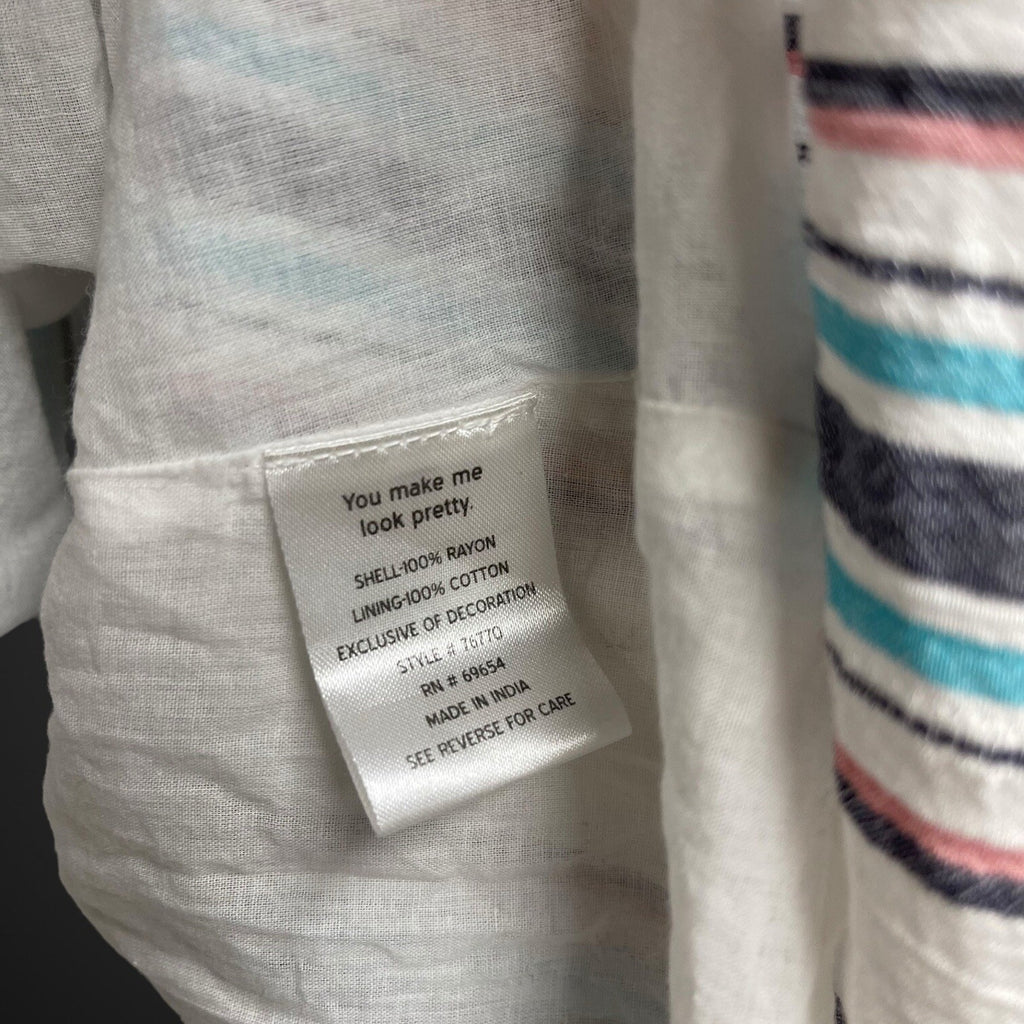 You make me
look pretty.
SHELL-100% RAYON
LINING-100% COTTON
EXCLUSIVE OF DECORATION
STYLE # 76770
RN # 69654
MADE IN INDIA
SEE REVERSE FOR CARE